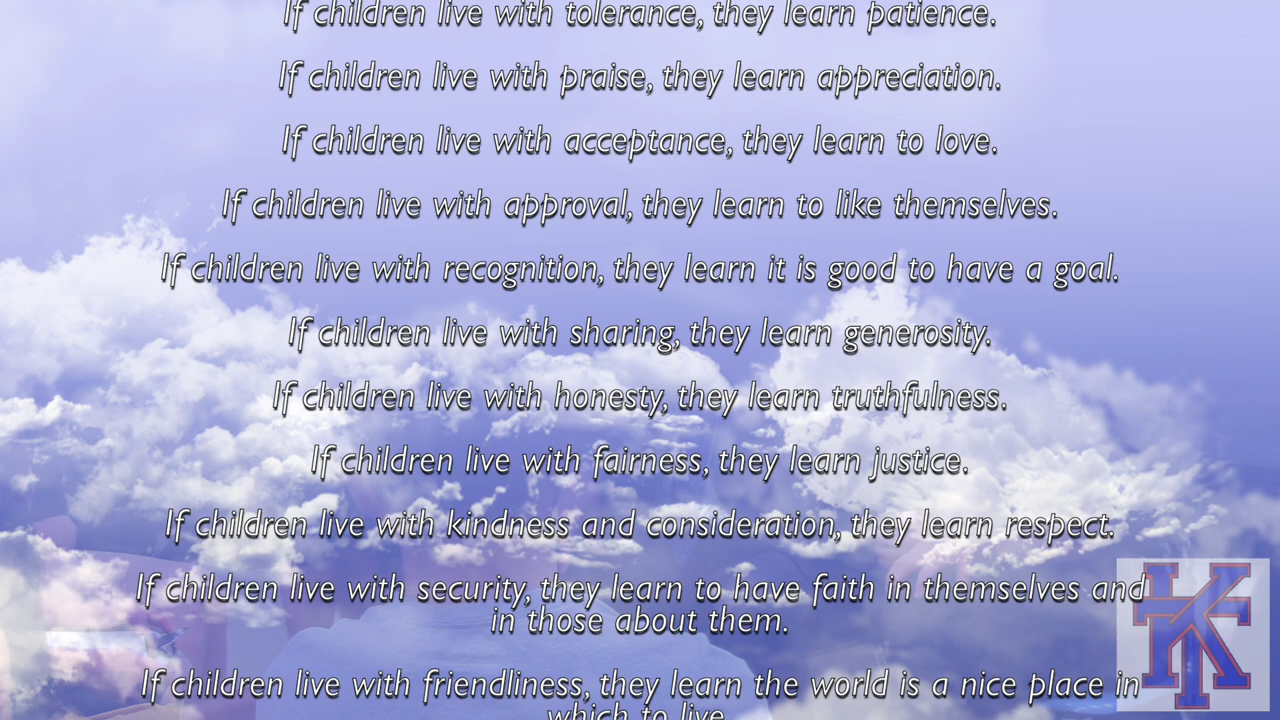 If children live with tolerance, they learn patience.
If children live with praise, they learn appreciation.
If children live with acceptance, they learn to love.
If children live with approval, they learn to like themselves.
If children live with recognition, they learn it is good to have a goal.
If children live with sharing, they learn generosity.
If children live with honesty, they learn truthfulness.
If children live with fairness, they learn justice.
If children live with kindness and consideration, they learn respect.
If children live with security, they learn to have faith in themselves and
in those about them.
If children live with friendliness, they learn the world is a nice place in
which to live.
KT